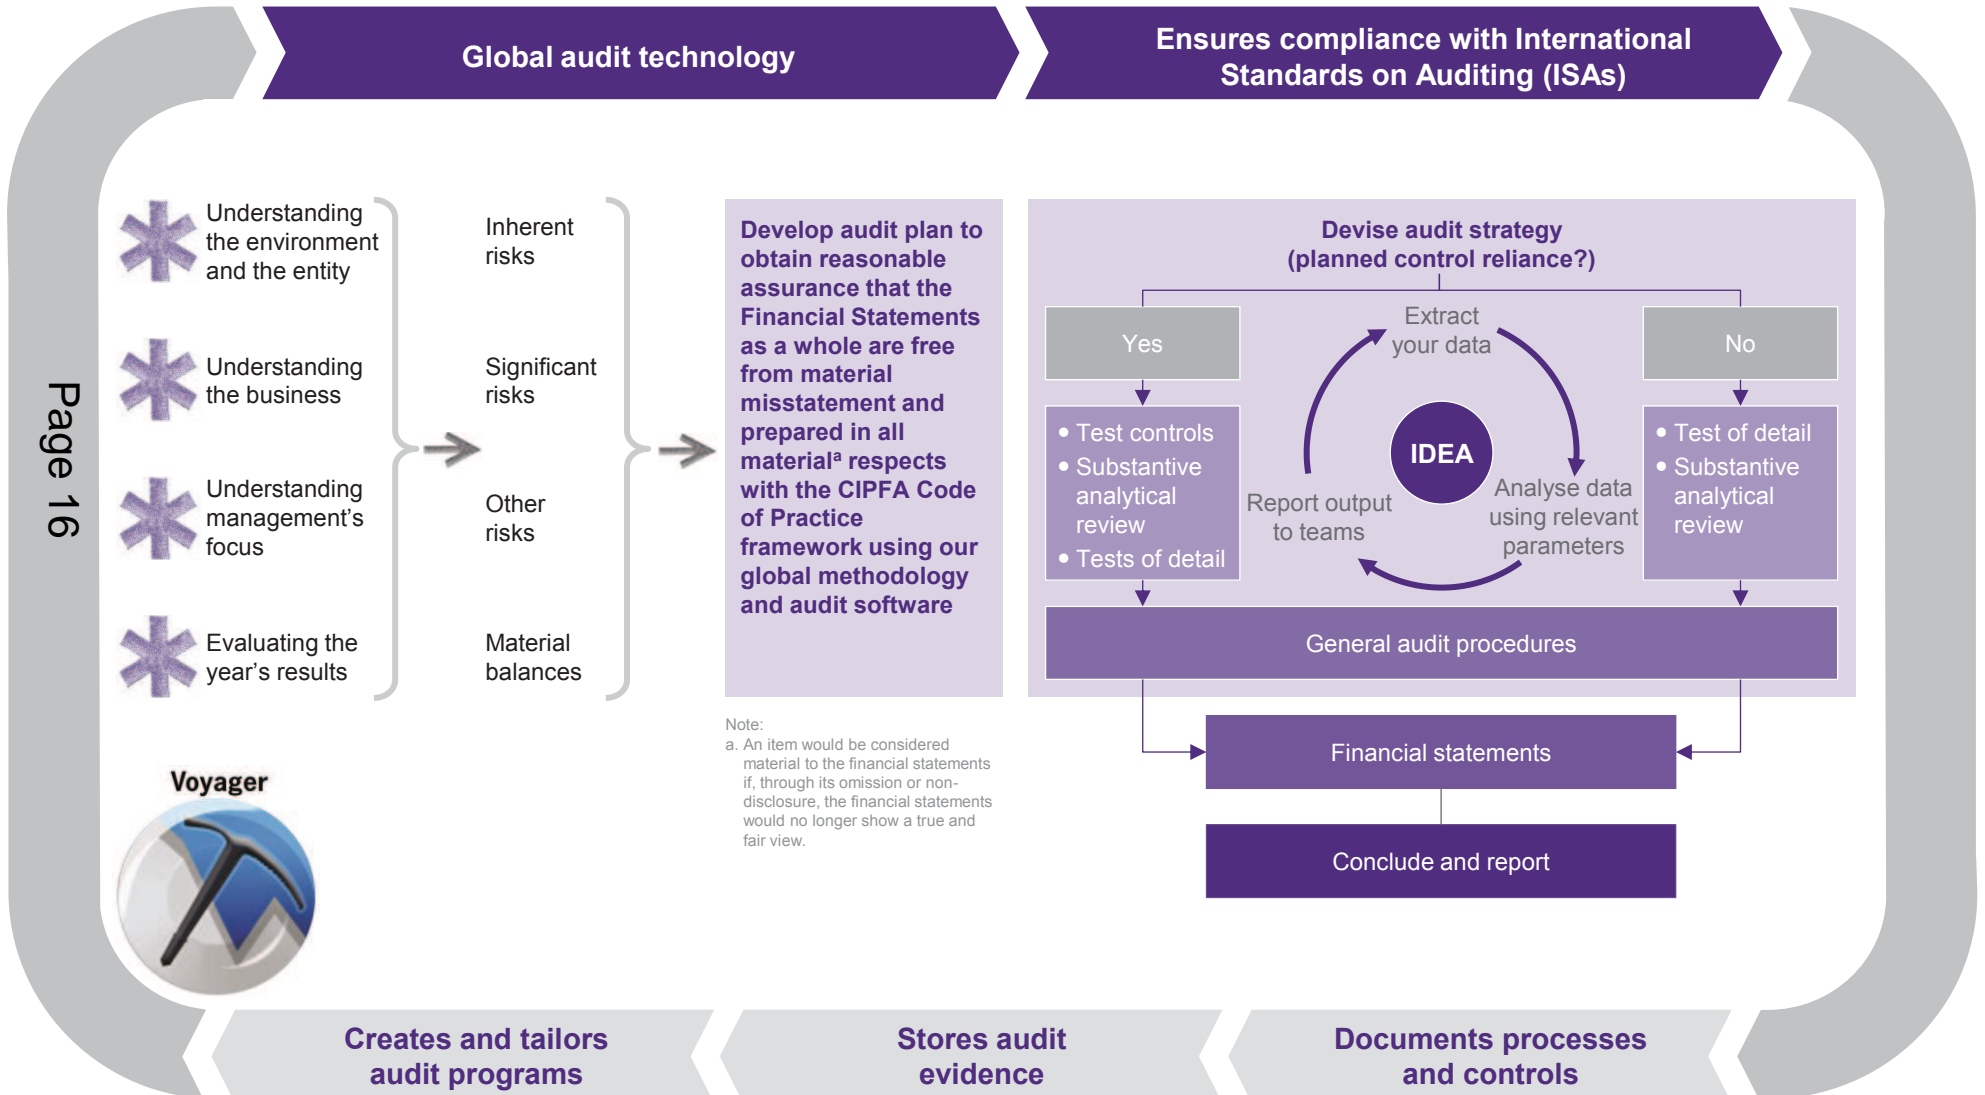 Global audit technology
Ensures compliance with International
Standards on Auditing (ISAs)
Page 16
Understanding
the environment
and the entity
Understanding
the business
Understanding
management's
focus
Evaluating the
year's results
Inherent
risks
Significant
risks
Other
risks
Material
balances
Develop audit plan to
obtain reasonable
assurance that the
Financial Statements
as a whole are free
from material
misstatement and
prepared in all
materialᵃ respects
with the CIPFA Code
of Practice
framework using our
global methodology
and audit software
Note:
a. An item would be considered
material to the financial statements
if, through its omission or non-
disclosure, the financial statements
would no longer show a true and
fair view.
Devise audit strategy
(planned control reliance?)
Yes
• Test controls
• Substantive
analytical
review
• Tests of detail
Extract
your data
IDEA
Analyse data
using relevant
parameters
Report output
to teams
No
• Test of detail
• Substantive
analytical
review
General audit procedures
Financial statements
Conclude and report
Voyager
Creates and tailors
audit programs
Stores audit
evidence
Documents processes
and controls